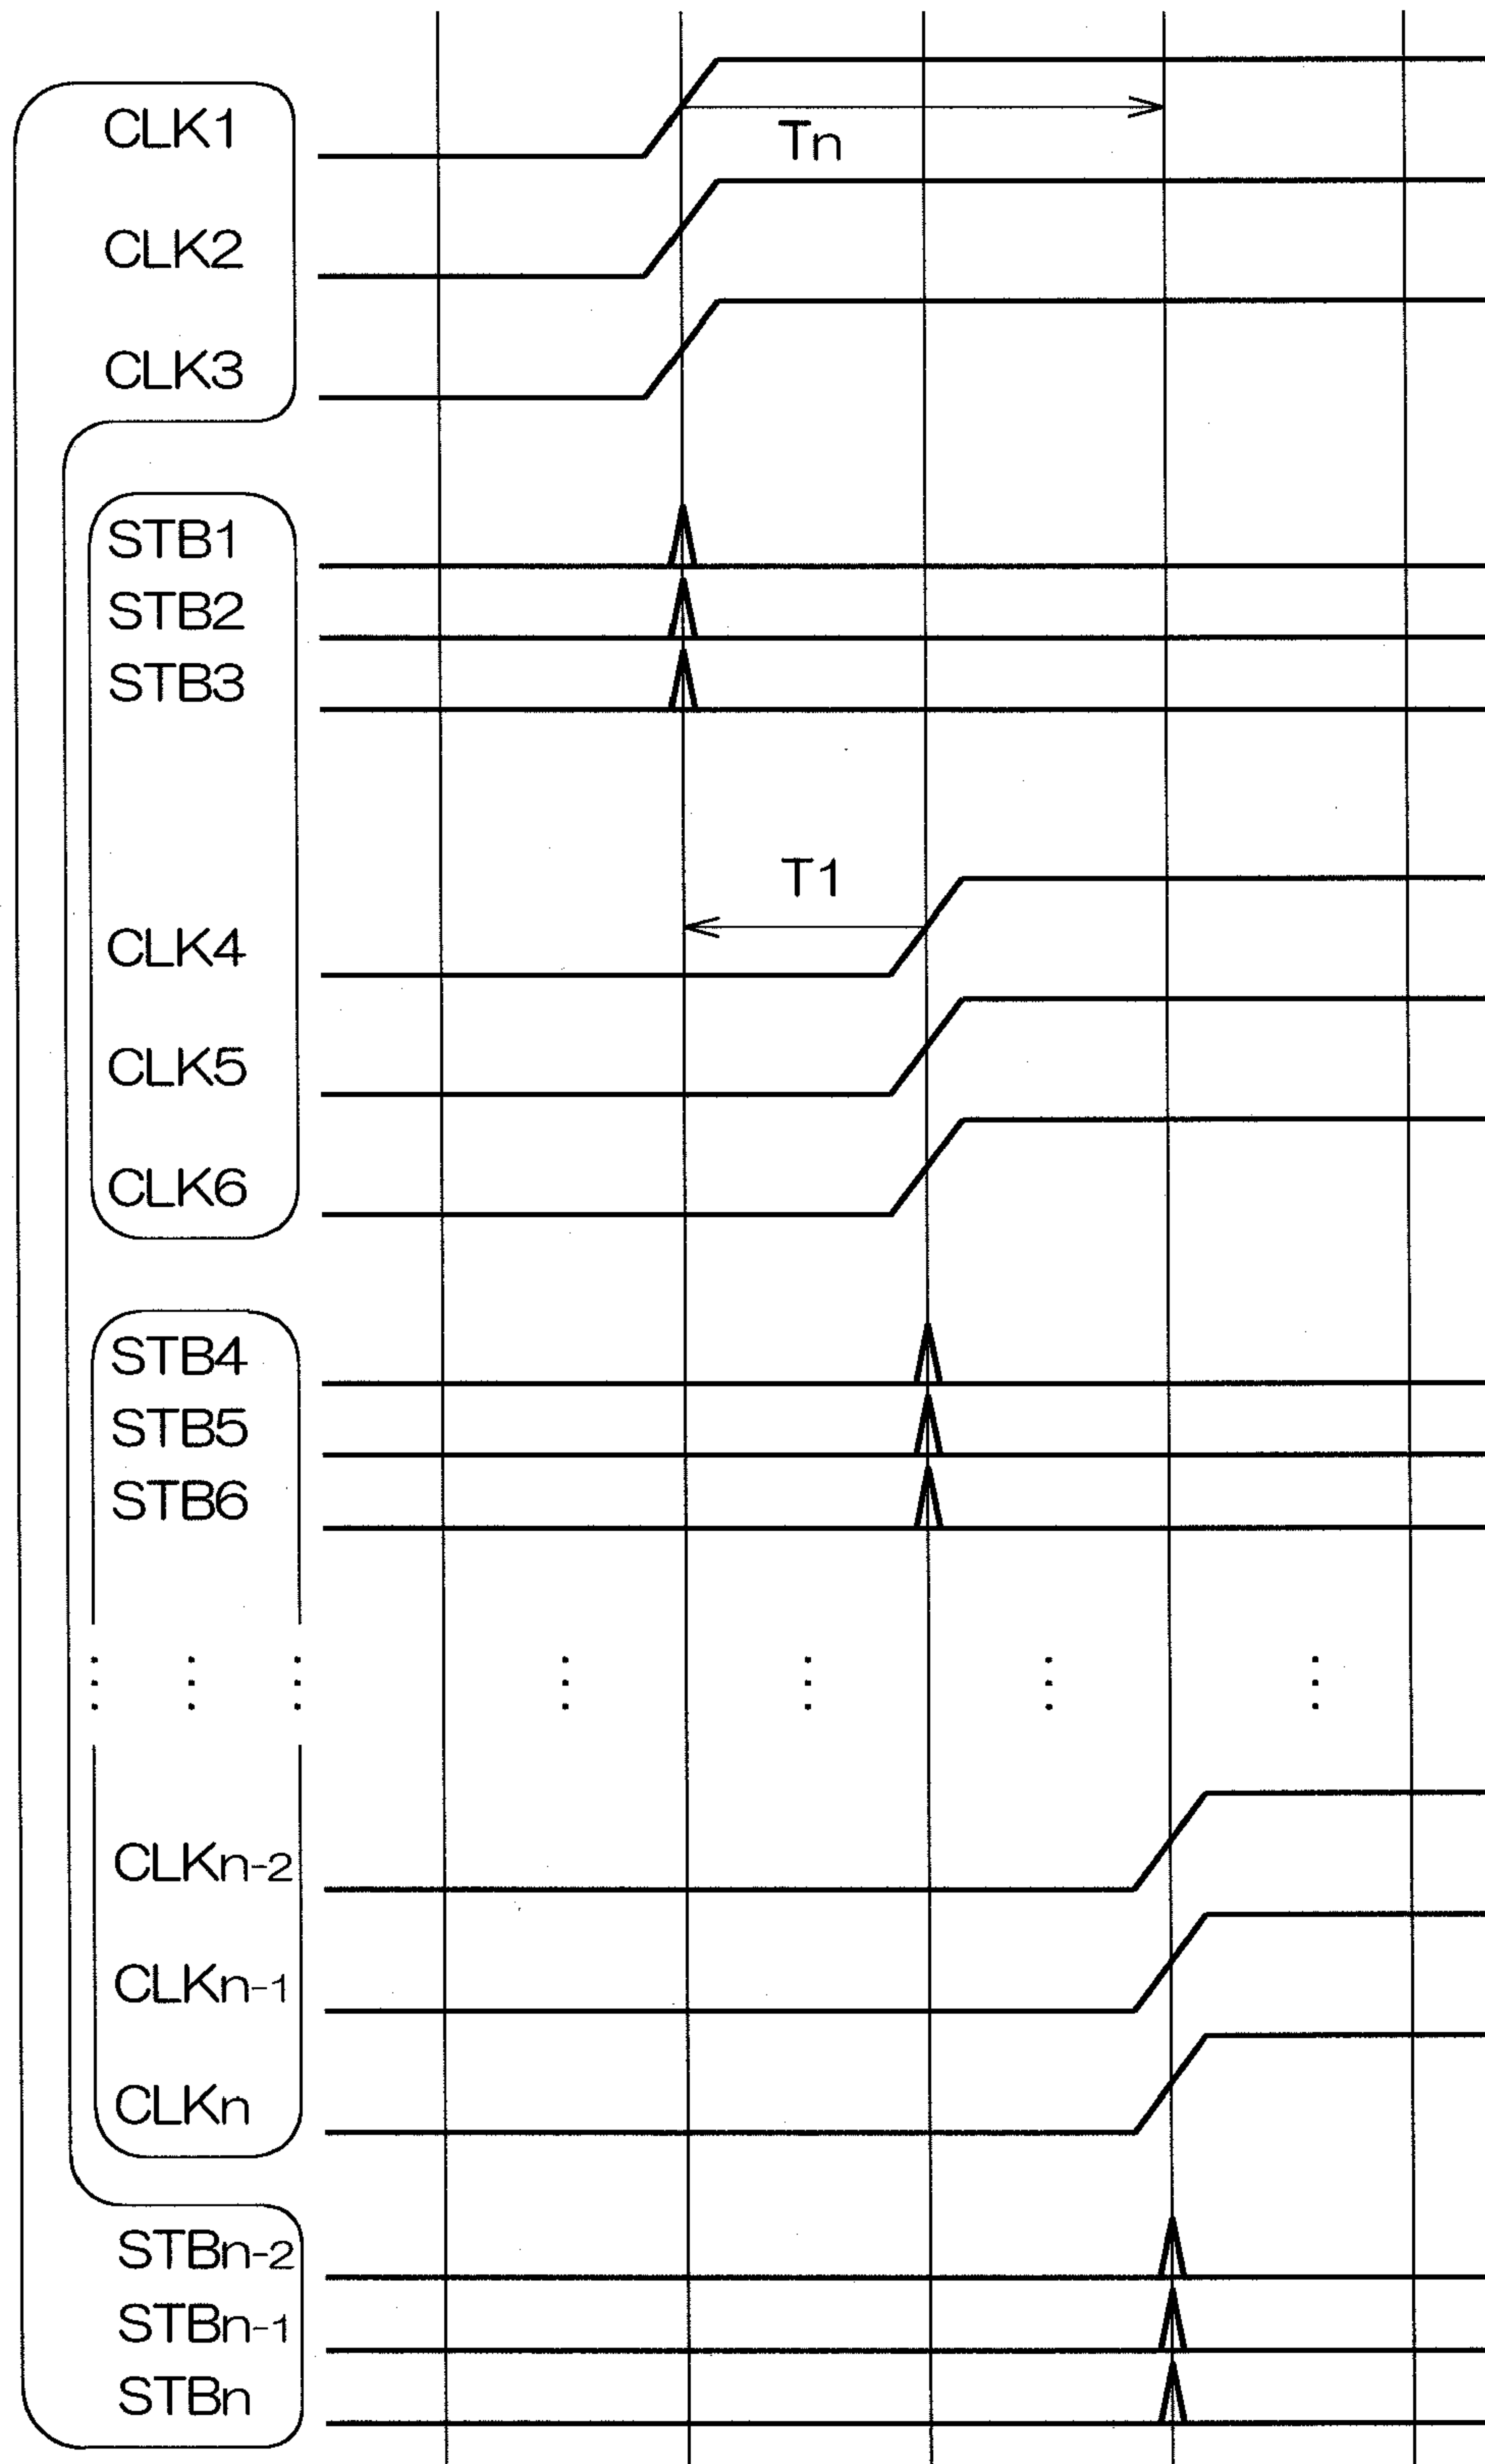 CLK1
Tn
CLK2
CLK3
STB1
STB2
STB3
T1
CLK4
CLK5
CLK6
STB4
STB5
STB6
CLKn-2
CLKn-1
CLKn
STBn-2
STBn-1
STBn